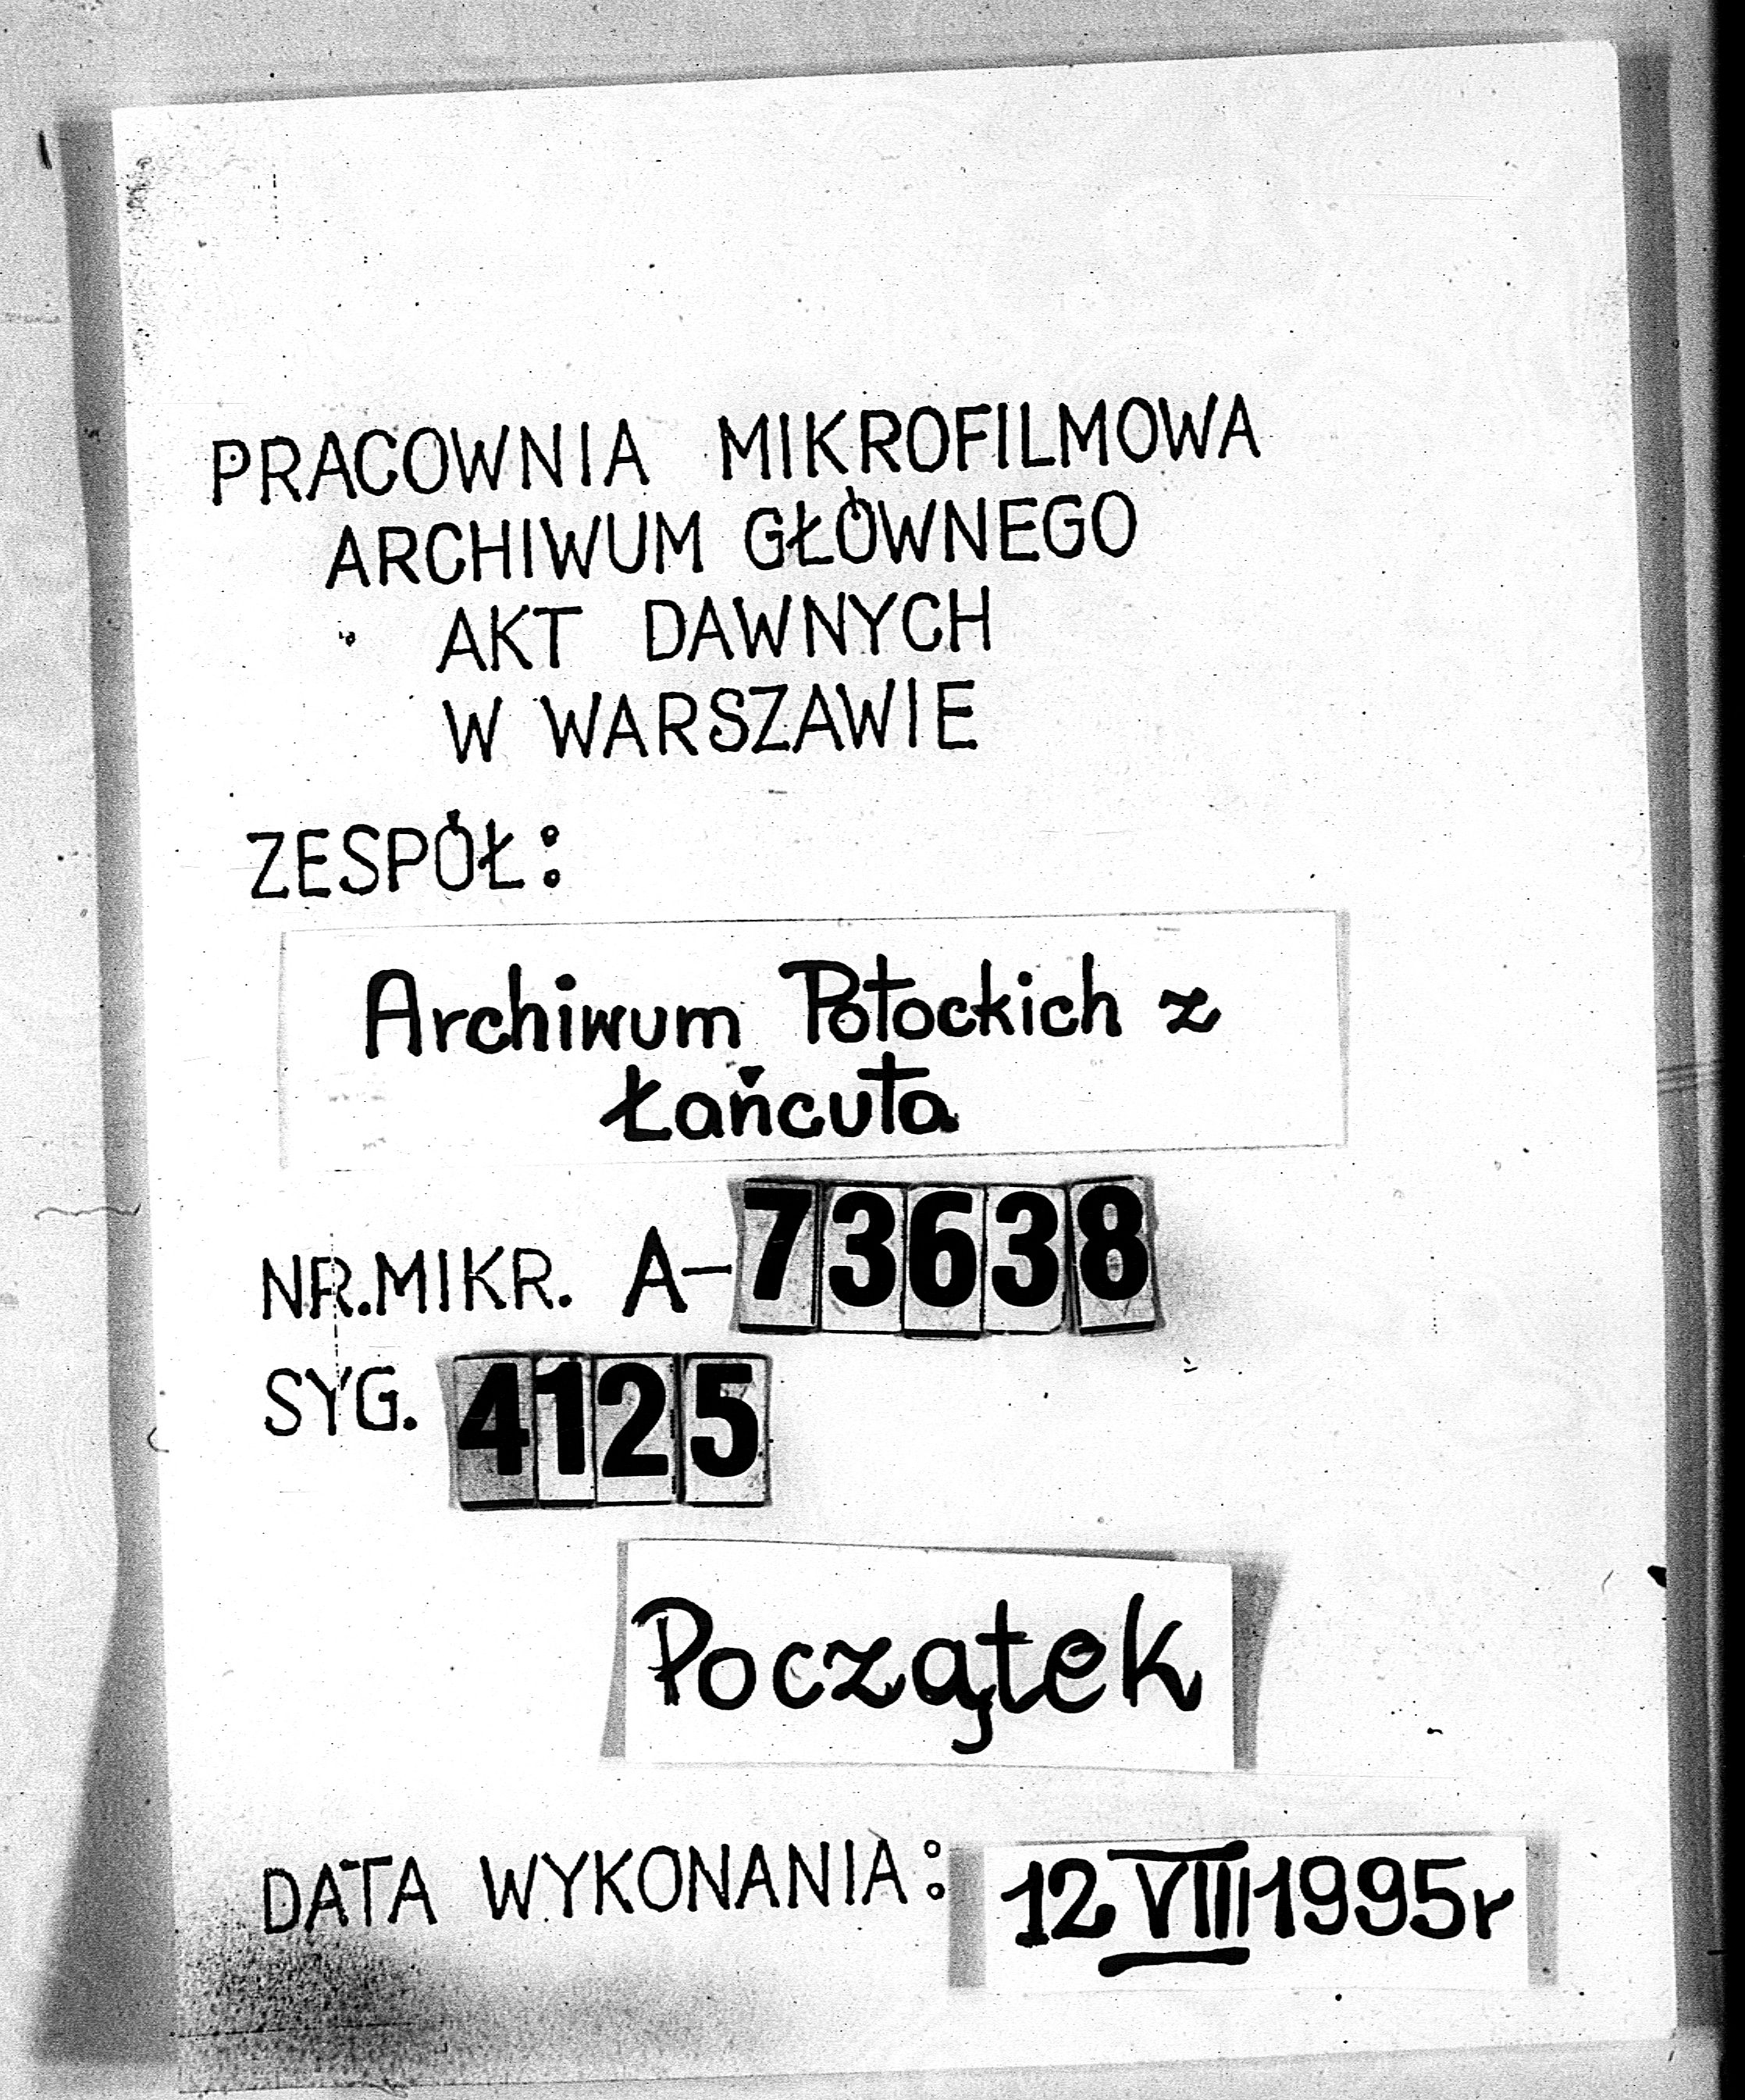 PRACOWNIA MIKROFILMOWA
ARCHIWUM GŁÓWNEGO
AKT DAWNYCH
W WARSZAWIE
ZESPÓŁ:
Archiwum Potockich z
Łańcuta
NR. MIKR. A-73638
SYG. 4125
Początek
DATA WYKONANIA: 12 VIII 1995r